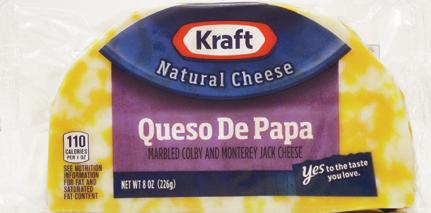 Kraft
Natural Cheese
Queso De Papa
MARBLED COLBY AND MONTEREY JACK CHEESE
110
CALORIES
PER 1 OZ
SEE NUTRITION
INFORMATION
FOR FAT AND
SATURATED
FAT CONTENT
NET WT 8 OZ (226g)
yes to the taste
you love.